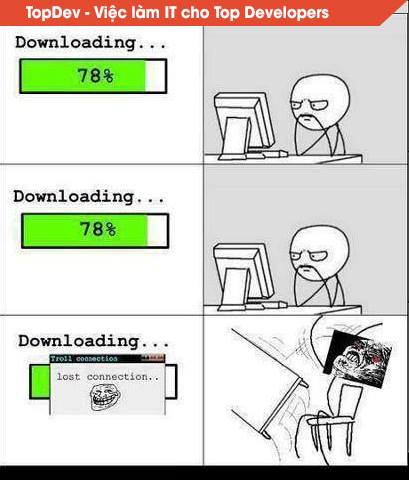 TopDev - Việc làm IT cho Top Developers
Downloading...
78%
Downloading...
78%
Downloading...
Troll connection
lost connection..